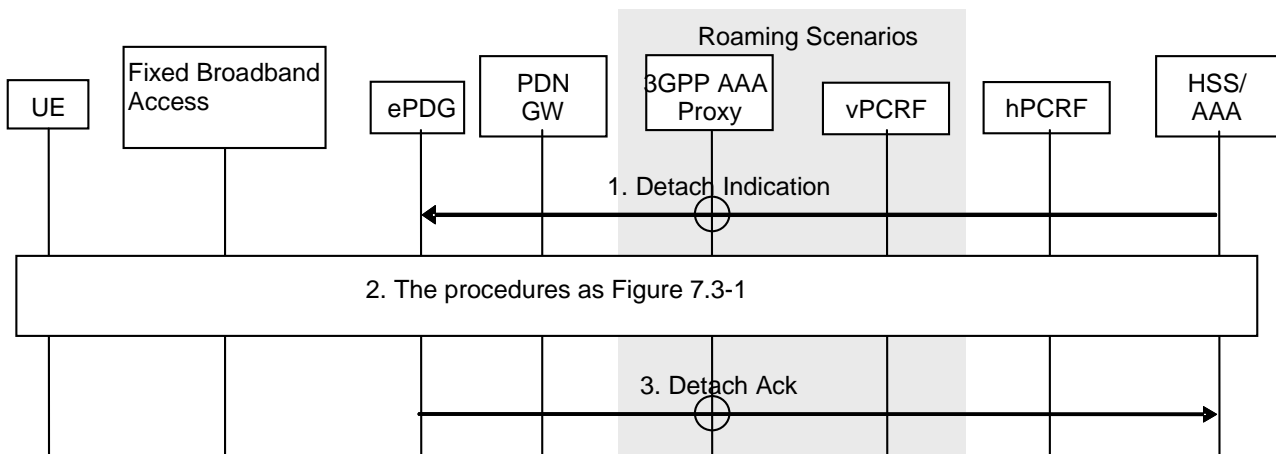 Roaming Scenarios
UE
Fixed Broadband
Access
ePDG
PDN
GW
3GPP AAA
Proxy
vPCRF
hPCRF
HSS/
AAA
1. Detach Indication
2. The procedures as Figure 7.3-1
3. Detach Ack